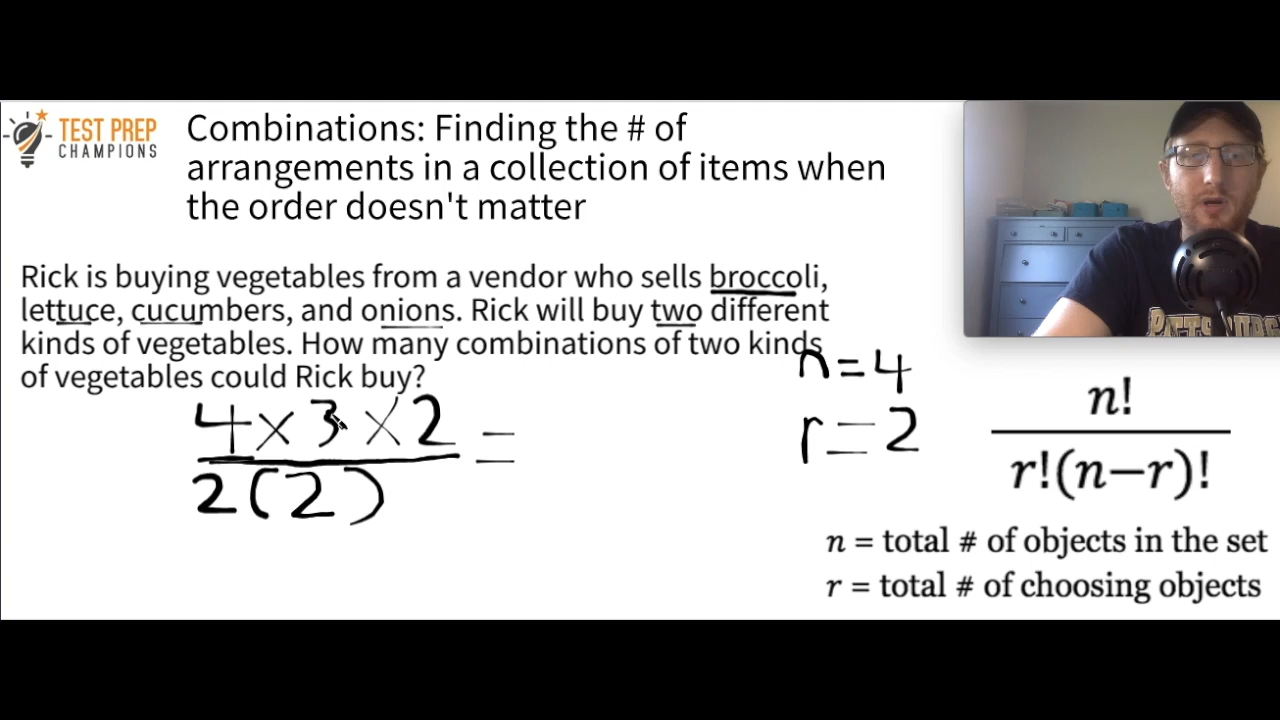 TEST PREP
CHAMPIONS
Combinations: Finding the # of
arrangements in a collection of items when
the order doesn't matter
Rick is buying vegetables from a vendor who sells broccoli,
lettuce, cucumbers, and onions. Rick will buy two different
kinds of vegetables. How many combinations of two kinds
of vegetables could Rick buy?
n=4
r=2
4×3×2 =
2(2)
n!
r!(n−r)!
n = total # of objects in the set
r = total # of choosing objects
PITTSBURGH